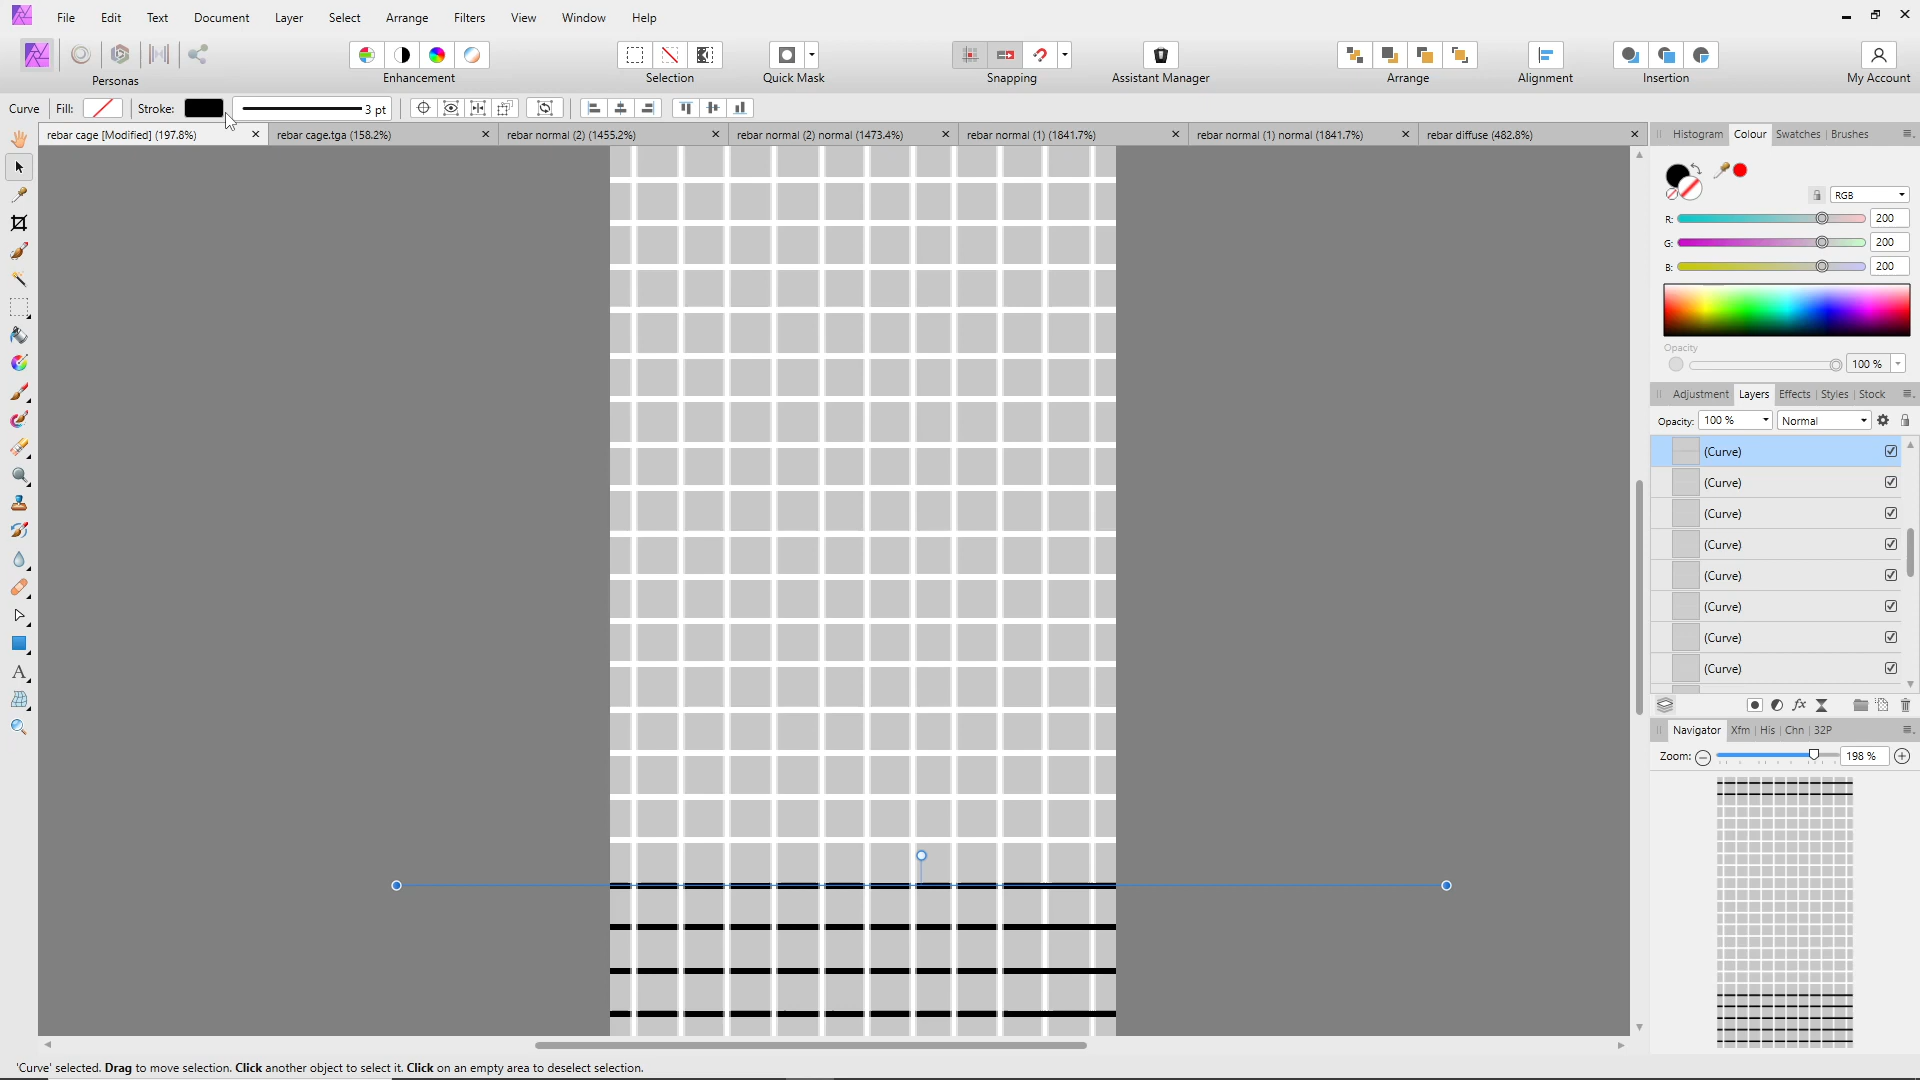 File Edit Text Document Layer Select Arrange Filters View Window Help
Personas Enhancement Selection Quick Mask Snapping Assistant Manager Arrange Alignment Insertion My Account
Curve Fill: Stroke: 3 pt
rebar cage [Modified] (197.8%) rebar cage.tga (158.2%) rebar normal (2) (1455.2%) rebar normal (2) normal (1473.4%) rebar normal (1) (1841.7%) rebar normal (1) normal (1841.7%) rebar diffuse (482.8%)
Histogram Colour Swatches Brushes
RGB
R: 200
G: 200
B: 200
Opacity
100 %
Adjustment Layers Effects Styles Stock
Opacity: 100 % Normal
(Curve)
(Curve)
(Curve)
(Curve)
(Curve)
(Curve)
(Curve)
(Curve)
Navigator Xfm His Chn 32P
Zoom: 198 %
'Curve' selected. Drag to move selection. Click another object to select it. Click on an empty area to deselect selection.